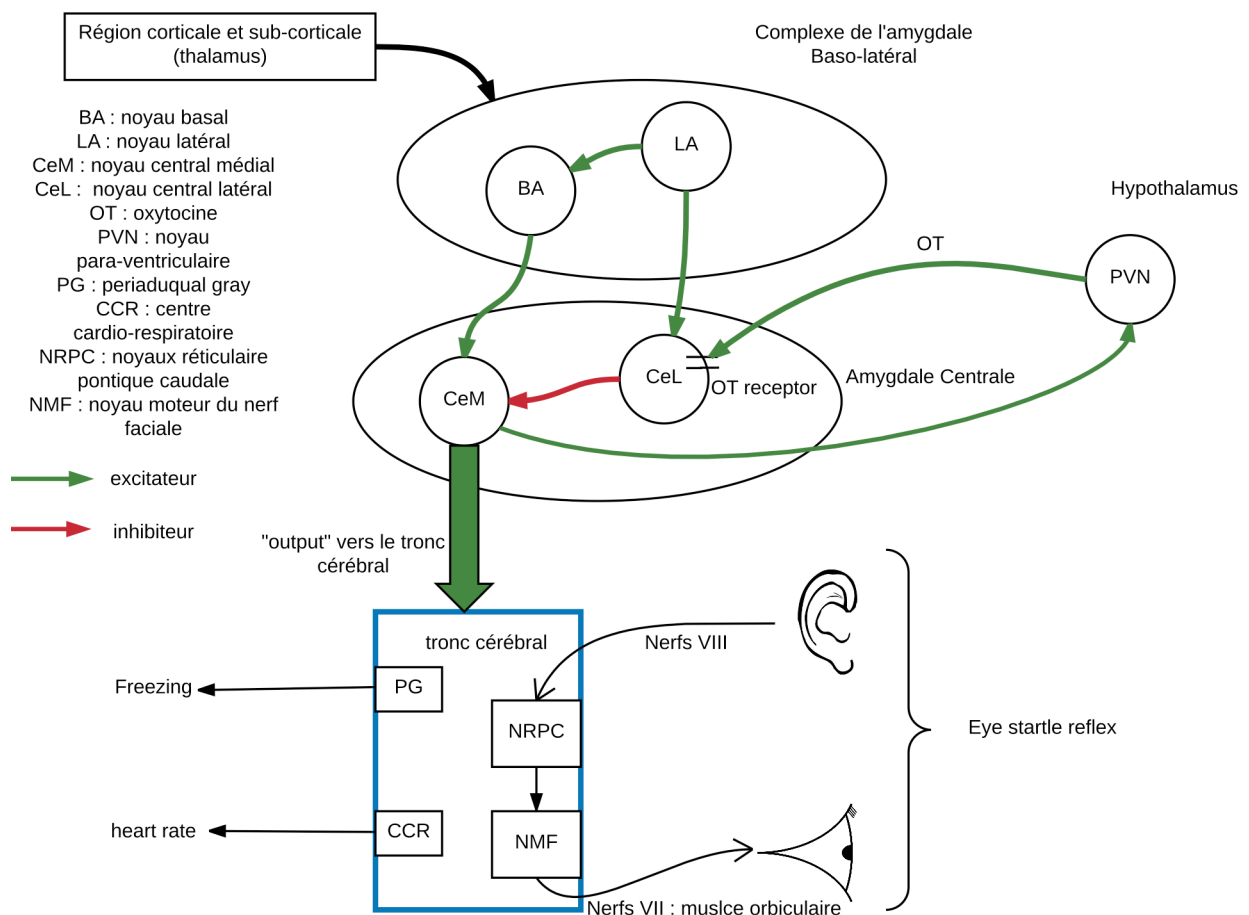 Région corticale et sub-corticale
(thalamus)
Complexe de l'amygdale
Baso-latéral
BA : noyau basal
LA : noyau latéral
CeM : noyau central médial
CeL :  noyau central latéral
OT : oxytocine
PVN : noyau
para-ventriculaire
PG : periaduqual gray
CCR : centre
cardio-respiratoire
NRPC : noyaux réticulaire
pontique caudale
NMF : noyau moteur du nerf
faciale
excitateur
inhibiteur
LA
BA
Hypothalamus
OT
PVN
CeL
OT receptor
Amygdale Centrale
CeM
"output" vers le tronc
cérébral
tronc cérébral
Nerfs VIII
Freezing
PG
NRPC
Eye startle reflex
heart rate
CCR
NMF
Nerfs VII : muslce orbiculaire